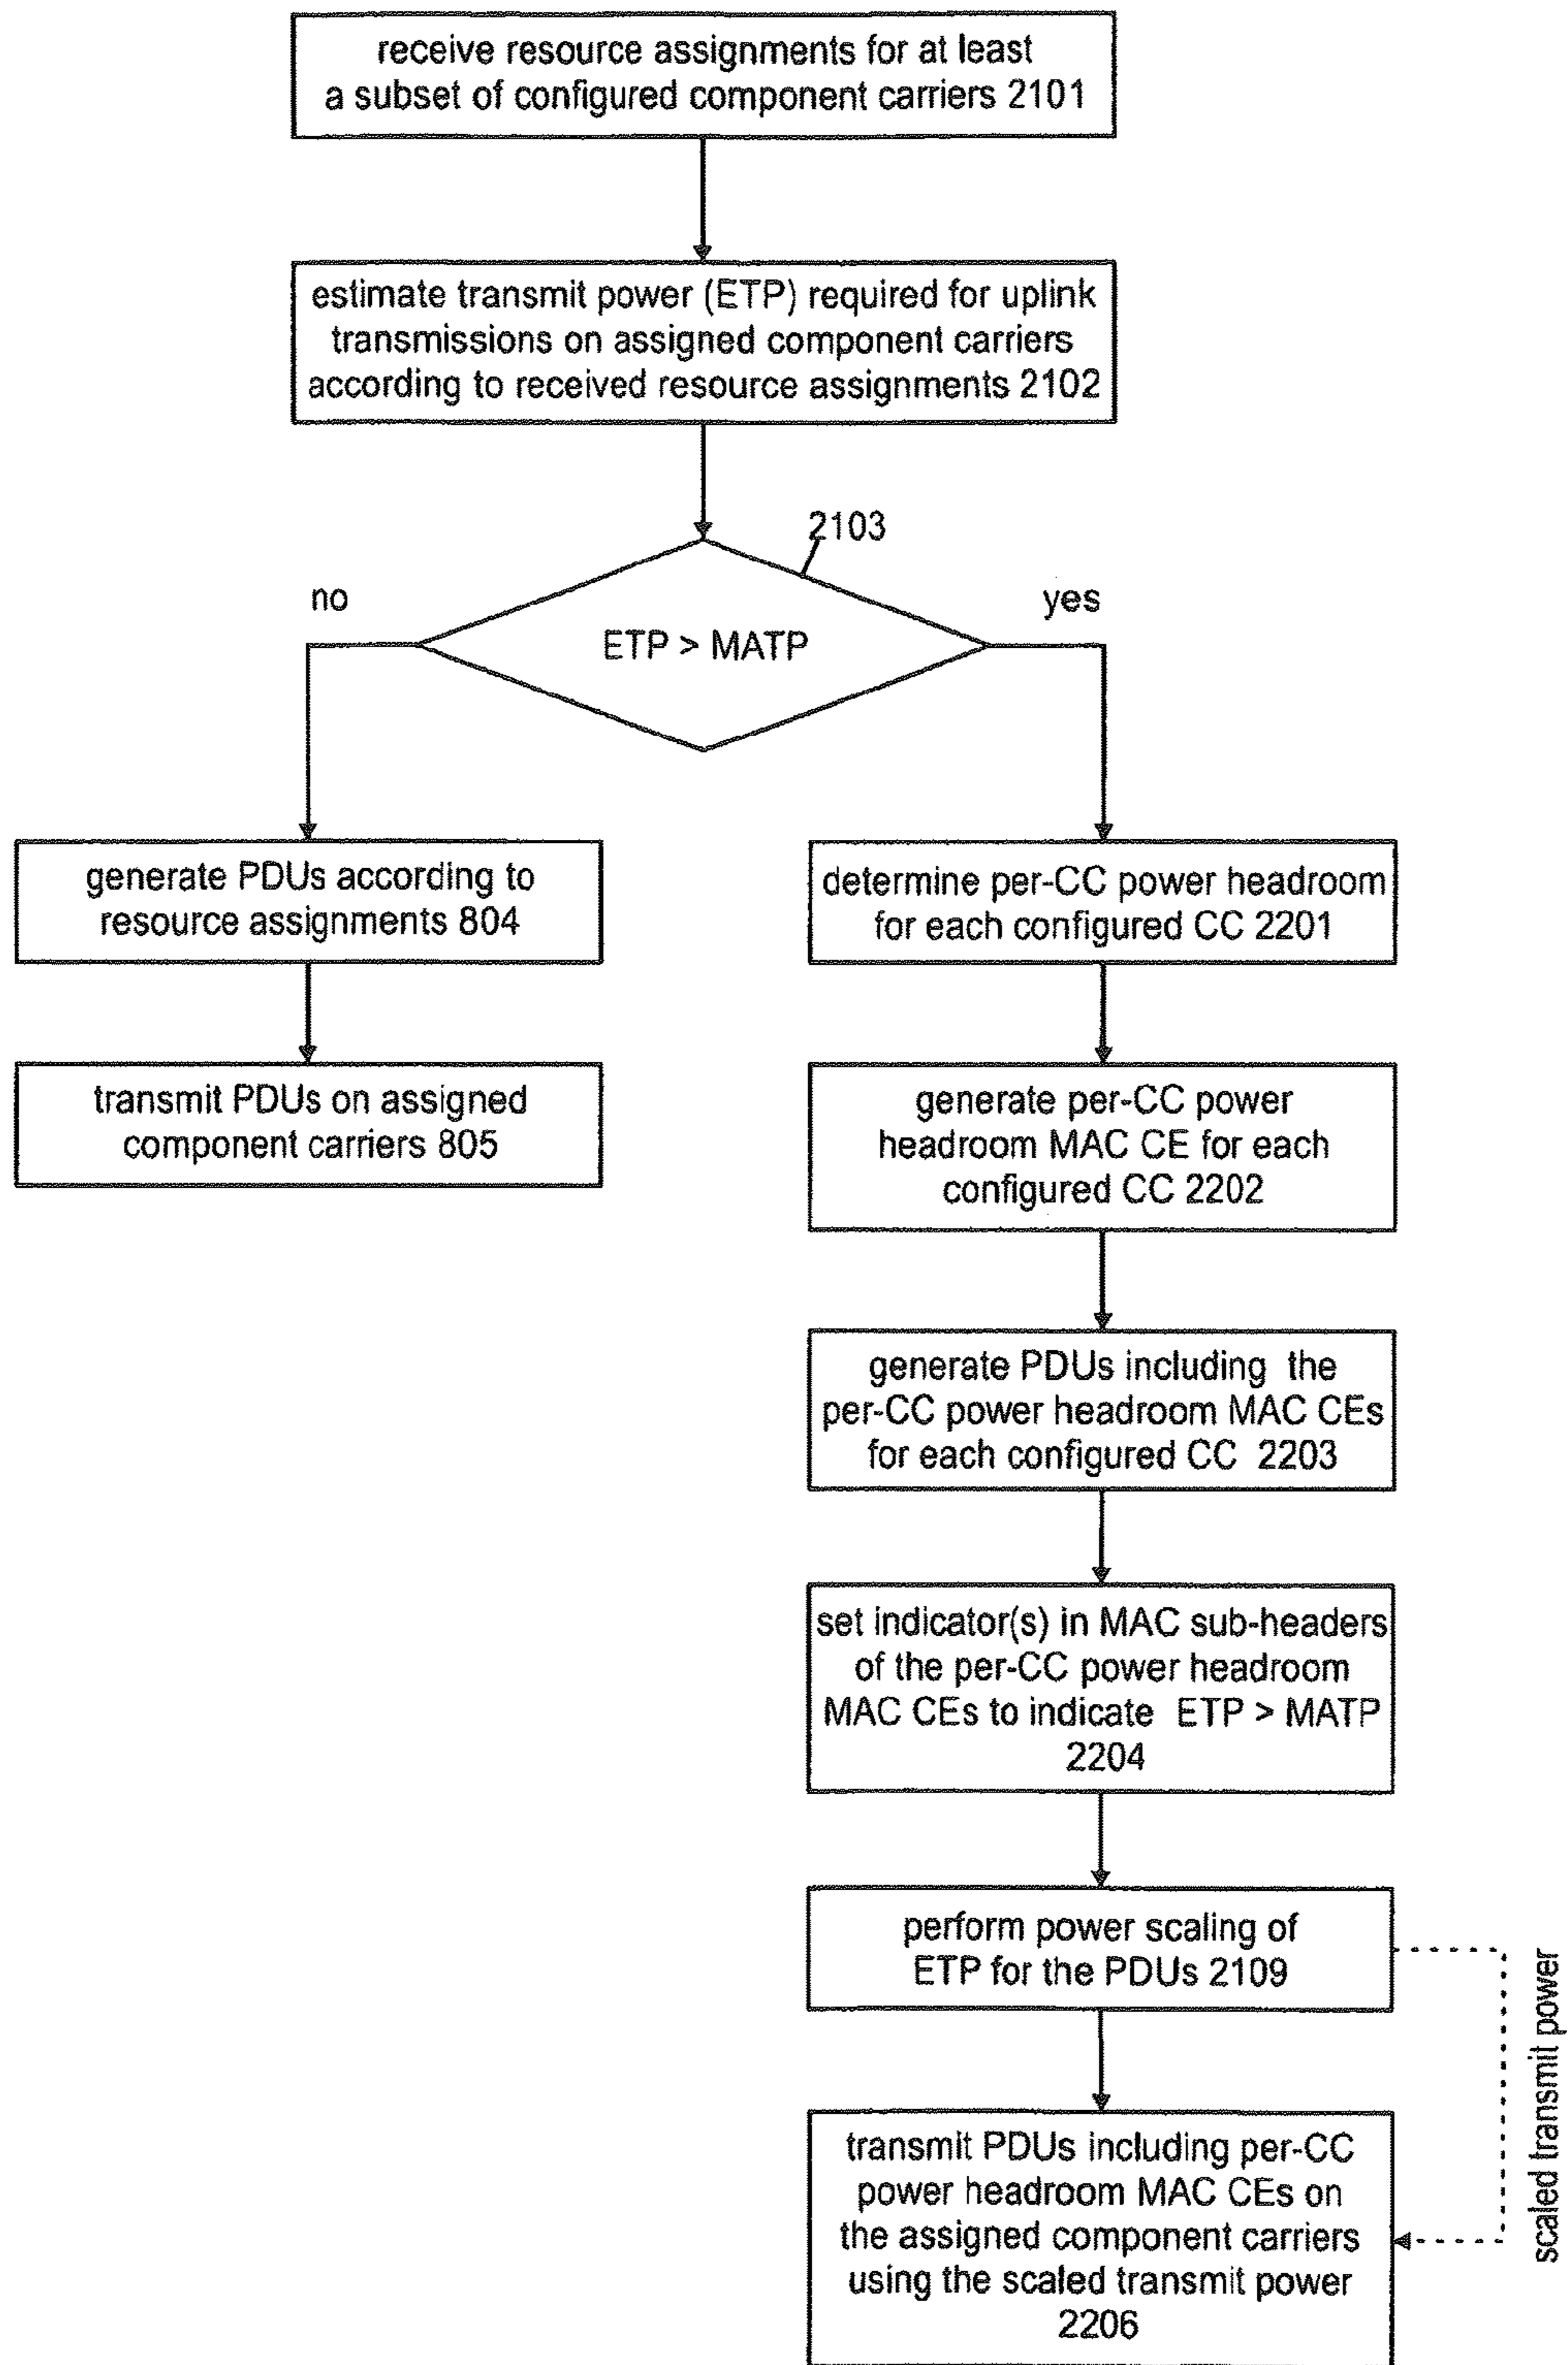 receive resource assignments for at least
a subset of configured component carriers 2101
estimate transmit power (ETP) required for uplink
transmissions on assigned component carriers
according to received resource assignments 2102
2103
no
yes
ETP > MATP
generate PDUs according to
resource assignments 804
transmit PDUs on assigned
component carriers 805
determine per-CC power headroom
for each configured CC 2201
generate per-CC power
headroom MAC CE for each
configured CC 2202
generate PDUs including the
per-CC power headroom MAC CEs
for each configured CC 2203
set indicator(s) in MAC sub-headers
of the per-CC power headroom
MAC CEs to indicate ETP > MATP
2204
perform power scaling of
ETP for the PDUs 2109
scaled transmit power
transmit PDUs including per-CC
power headroom MAC CEs on
the assigned component carriers
using the scaled transmit power
2206